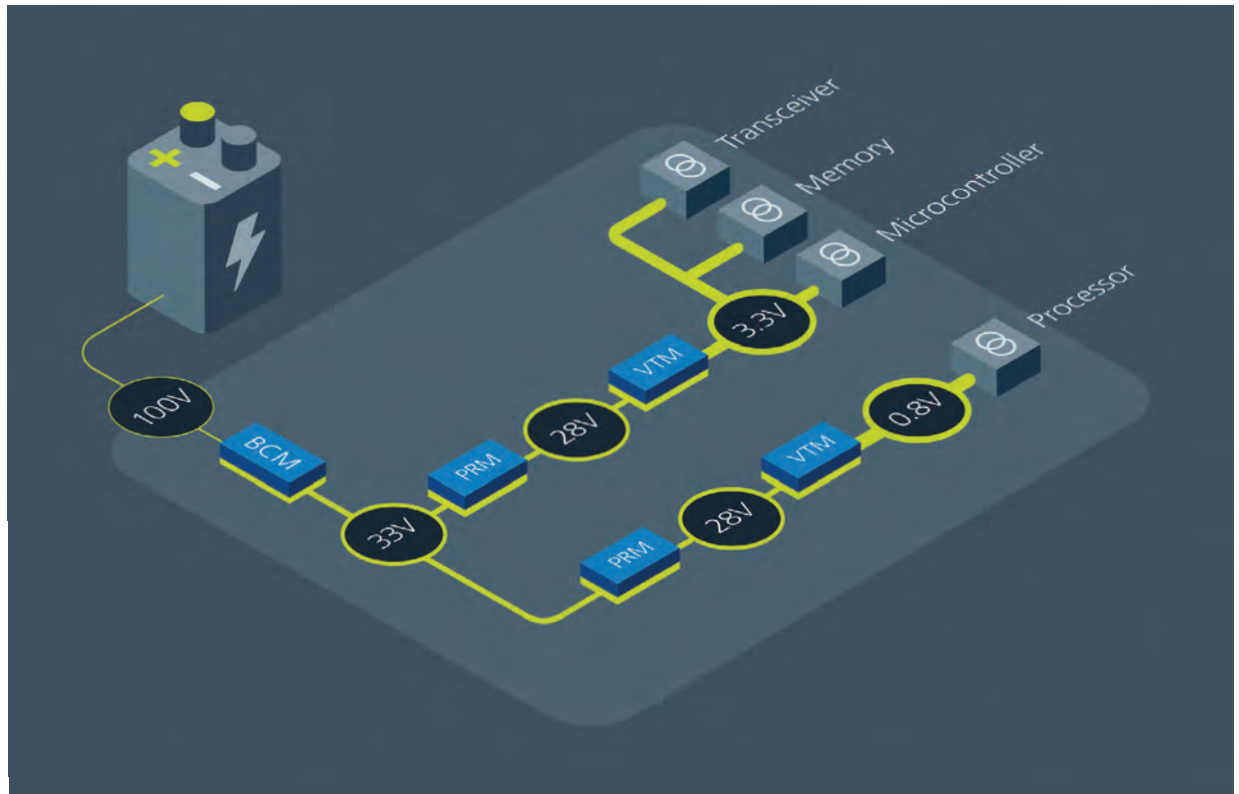 Transceiver
Memory
Microcontroller
Processor
+
−
100V
BCM
33V
PRM
28V
VTM
3.3V
PRM
28V
VTM
0.8V